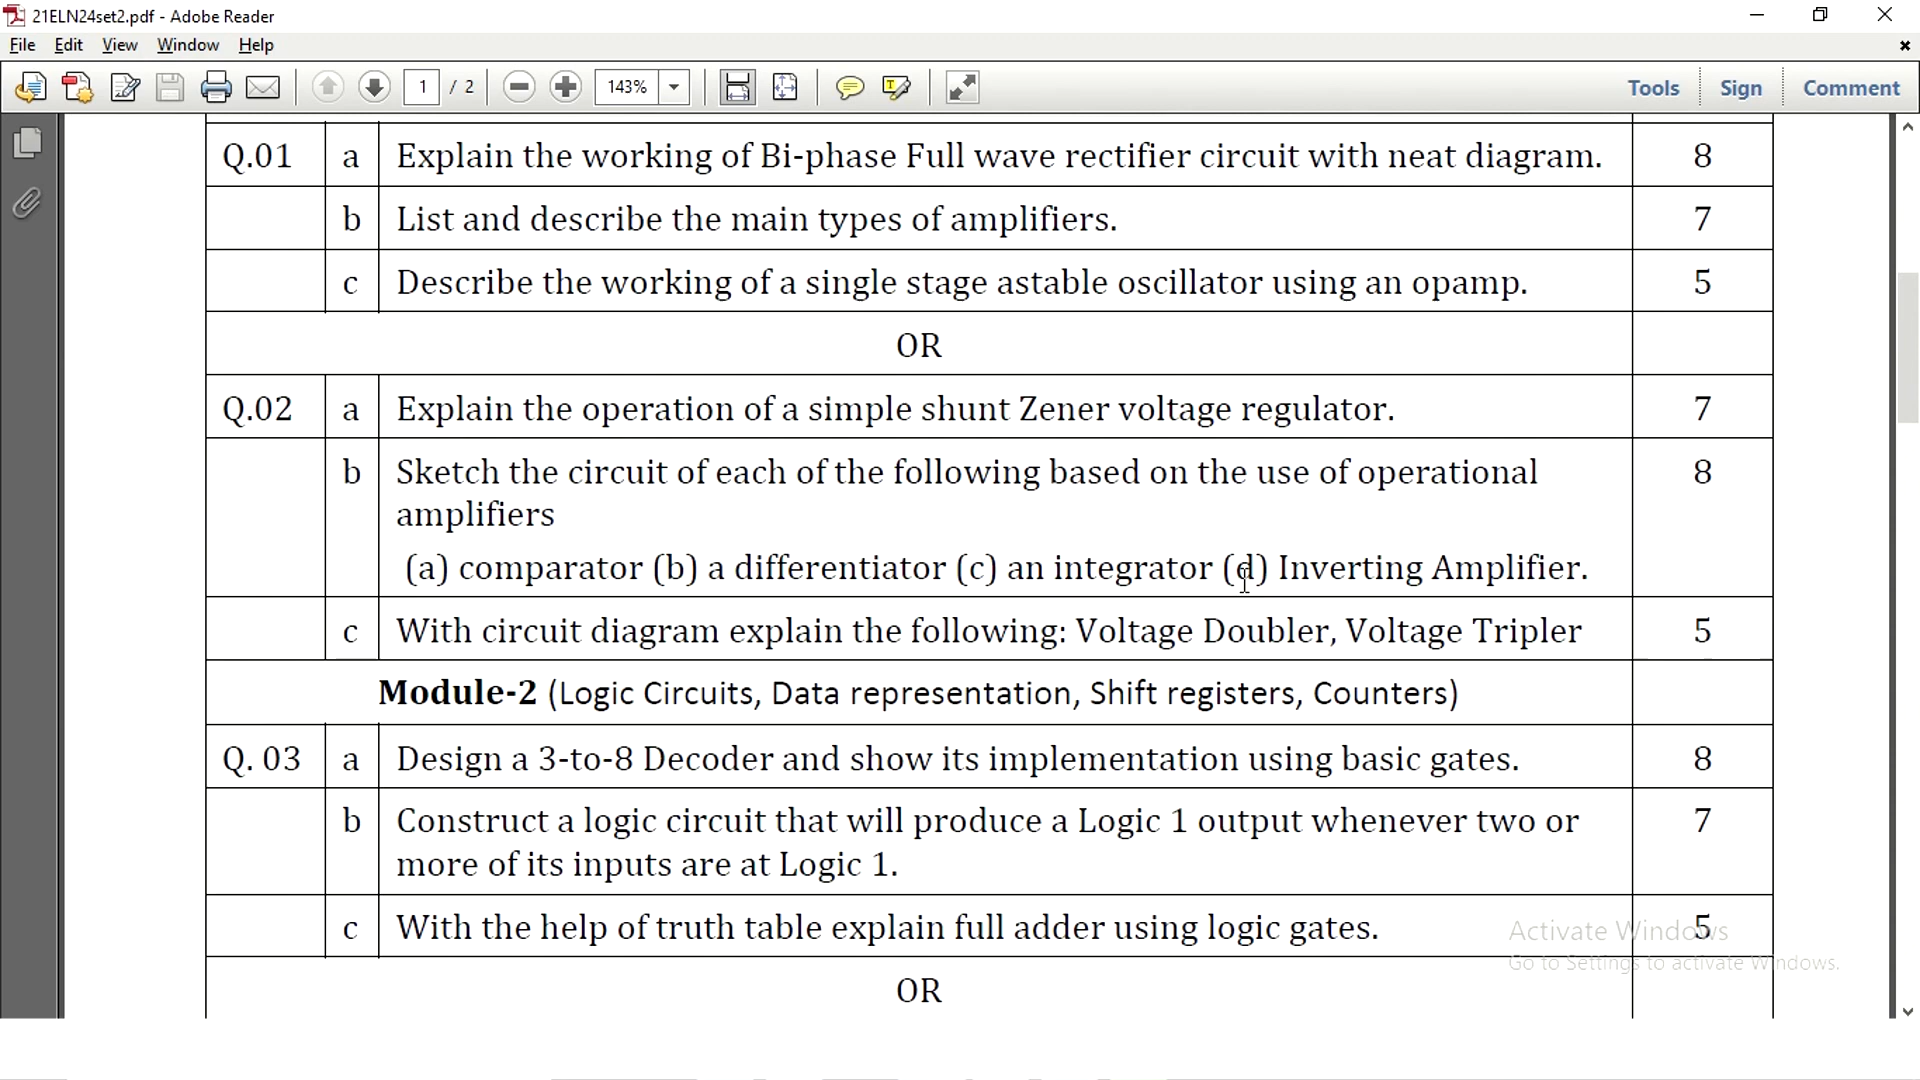 21ELN24set2.pdf - Adobe Reader
File Edit View Window Help
1 / 2 143% Tools Sign Comment
Q.01 a Explain the working of Bi-phase Full wave rectifier circuit with neat diagram. 8
b List and describe the main types of amplifiers. 7
c Describe the working of a single stage astable oscillator using an opamp. 5
OR
Q.02 a Explain the operation of a simple shunt Zener voltage regulator. 7
b Sketch the circuit of each of the following based on the use of operational 8
amplifiers
(a) comparator (b) a differentiator (c) an integrator (d) Inverting Amplifier.
c With circuit diagram explain the following: Voltage Doubler, Voltage Tripler 5
Module-2 (Logic Circuits, Data representation, Shift registers, Counters)
Q. 03 a Design a 3-to-8 Decoder and show its implementation using basic gates. 8
b Construct a logic circuit that will produce a Logic 1 output whenever two or 7
more of its inputs are at Logic 1.
c With the help of truth table explain full adder using logic gates. 5
Activate Windows
Go to Settings to activate Windows.
OR